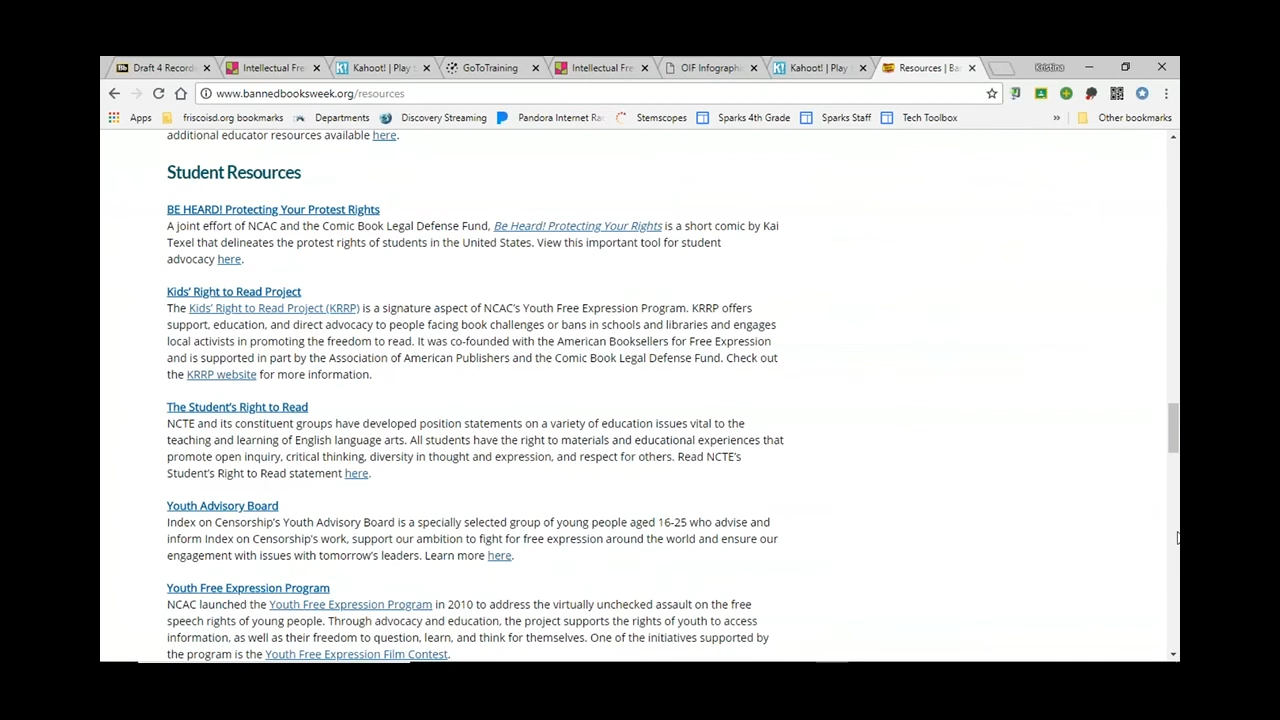 Draft 4 Record
Intellectual Fre
Kahoot! | Play
GoToTraining
Intellectual Fre
OIF Infographi
Kahoot! | Play
Resources | Ba
Kristina
www.bannedbooksweek.org/resources
Apps
friscoisd.org bookmarks
Departments
Discovery Streaming
Pandora Internet Ra
Stemscopes
Sparks 4th Grade
Sparks Staff
Tech Toolbox
»
Other bookmarks
additional educator resources available here.
Student Resources
BE HEARD! Protecting Your Protest Rights
A joint effort of NCAC and the Comic Book Legal Defense Fund, Be Heard! Protecting Your Rights is a short comic by Kai
Texel that delineates the protest rights of students in the United States. View this important tool for student
advocacy here.
Kids' Right to Read Project
The Kids' Right to Read Project (KRRP) is a signature aspect of NCAC's Youth Free Expression Program. KRRP offers
support, education, and direct advocacy to people facing book challenges or bans in schools and libraries and engages
local activists in promoting the freedom to read. It was co-founded with the American Booksellers for Free Expression
and is supported in part by the Association of American Publishers and the Comic Book Legal Defense Fund. Check out
the KRRP website for more information.
The Student's Right to Read
NCTE and its constituent groups have developed position statements on a variety of education issues vital to the
teaching and learning of English language arts. All students have the right to materials and educational experiences that
promote open inquiry, critical thinking, diversity in thought and expression, and respect for others. Read NCTE's
Student's Right to Read statement here.
Youth Advisory Board
Index on Censorship's Youth Advisory Board is a specially selected group of young people aged 16-25 who advise and
inform Index on Censorship's work, support our ambition to fight for free expression around the world and ensure our
engagement with issues with tomorrow's leaders. Learn more here.
Youth Free Expression Program
NCAC launched the Youth Free Expression Program in 2010 to address the virtually unchecked assault on the free
speech rights of young people. Through advocacy and education, the project supports the rights of youth to access
information, as well as their freedom to question, learn, and think for themselves. One of the initiatives supported by
the program is the Youth Free Expression Film Contest.